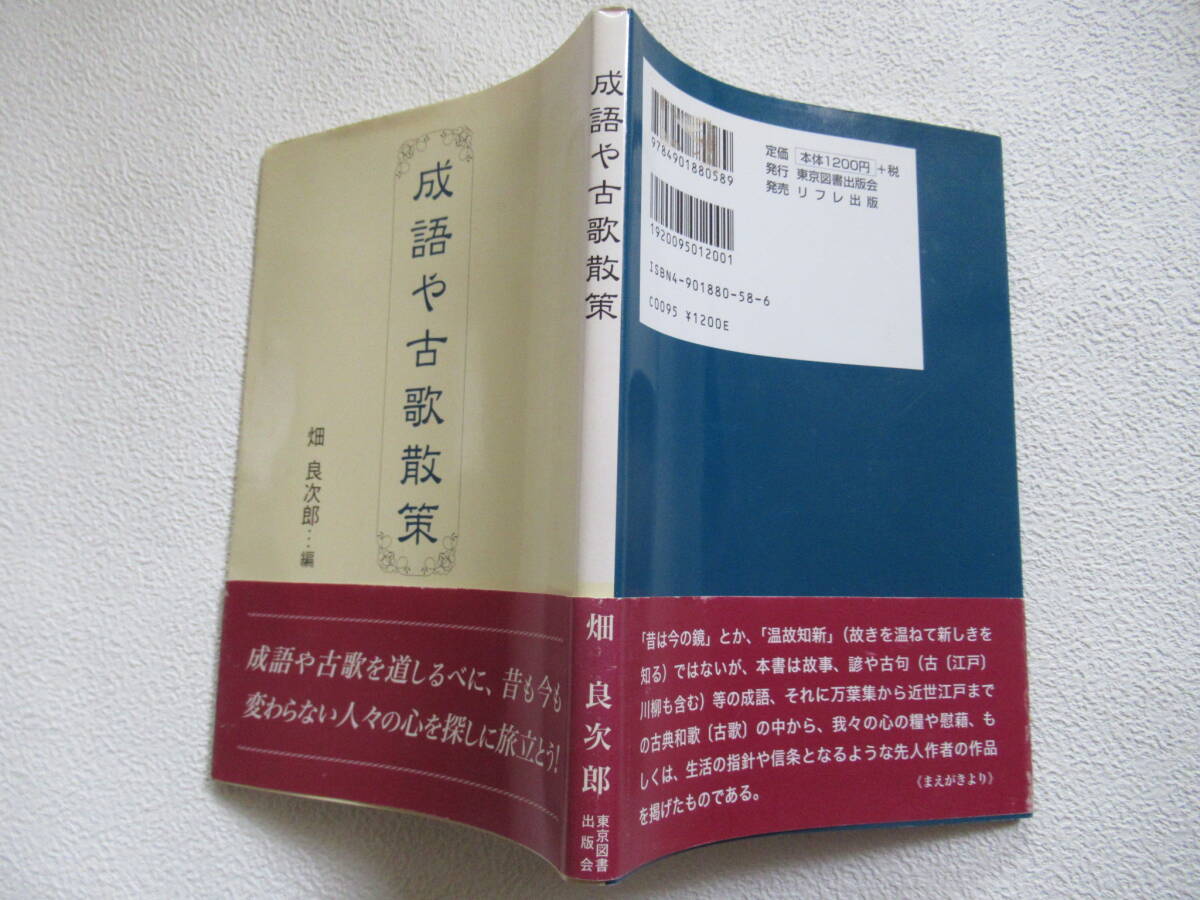 成語や古歌散策
畑 良次郎…編
成語や古歌を道しるべに、昔も今も
変わらない人々の心を探しに旅立とう!
成語や古歌散策
畑 良次郎
東京図書
出版会
9784901880589
1920095012001
ISBN4-901880-58-6
C0095 ¥1200E
定価 本体1200円 +税
発行 東京図書出版会
発売 リフレ出版
「昔は今の鏡」とか、「温故知新」(故きを温ねて新しきを
知る)ではないが、本書は故事、諺や古句(古〔江戸〕
川柳も含む)等の成語、それに万葉集から近世江戸まで
の古典和歌〔古歌〕の中から、我々の心の糧や慰藉、も
しくは、生活の指針や信条となるような先人作者の作品
を掲げたものである。
《まえがきより》